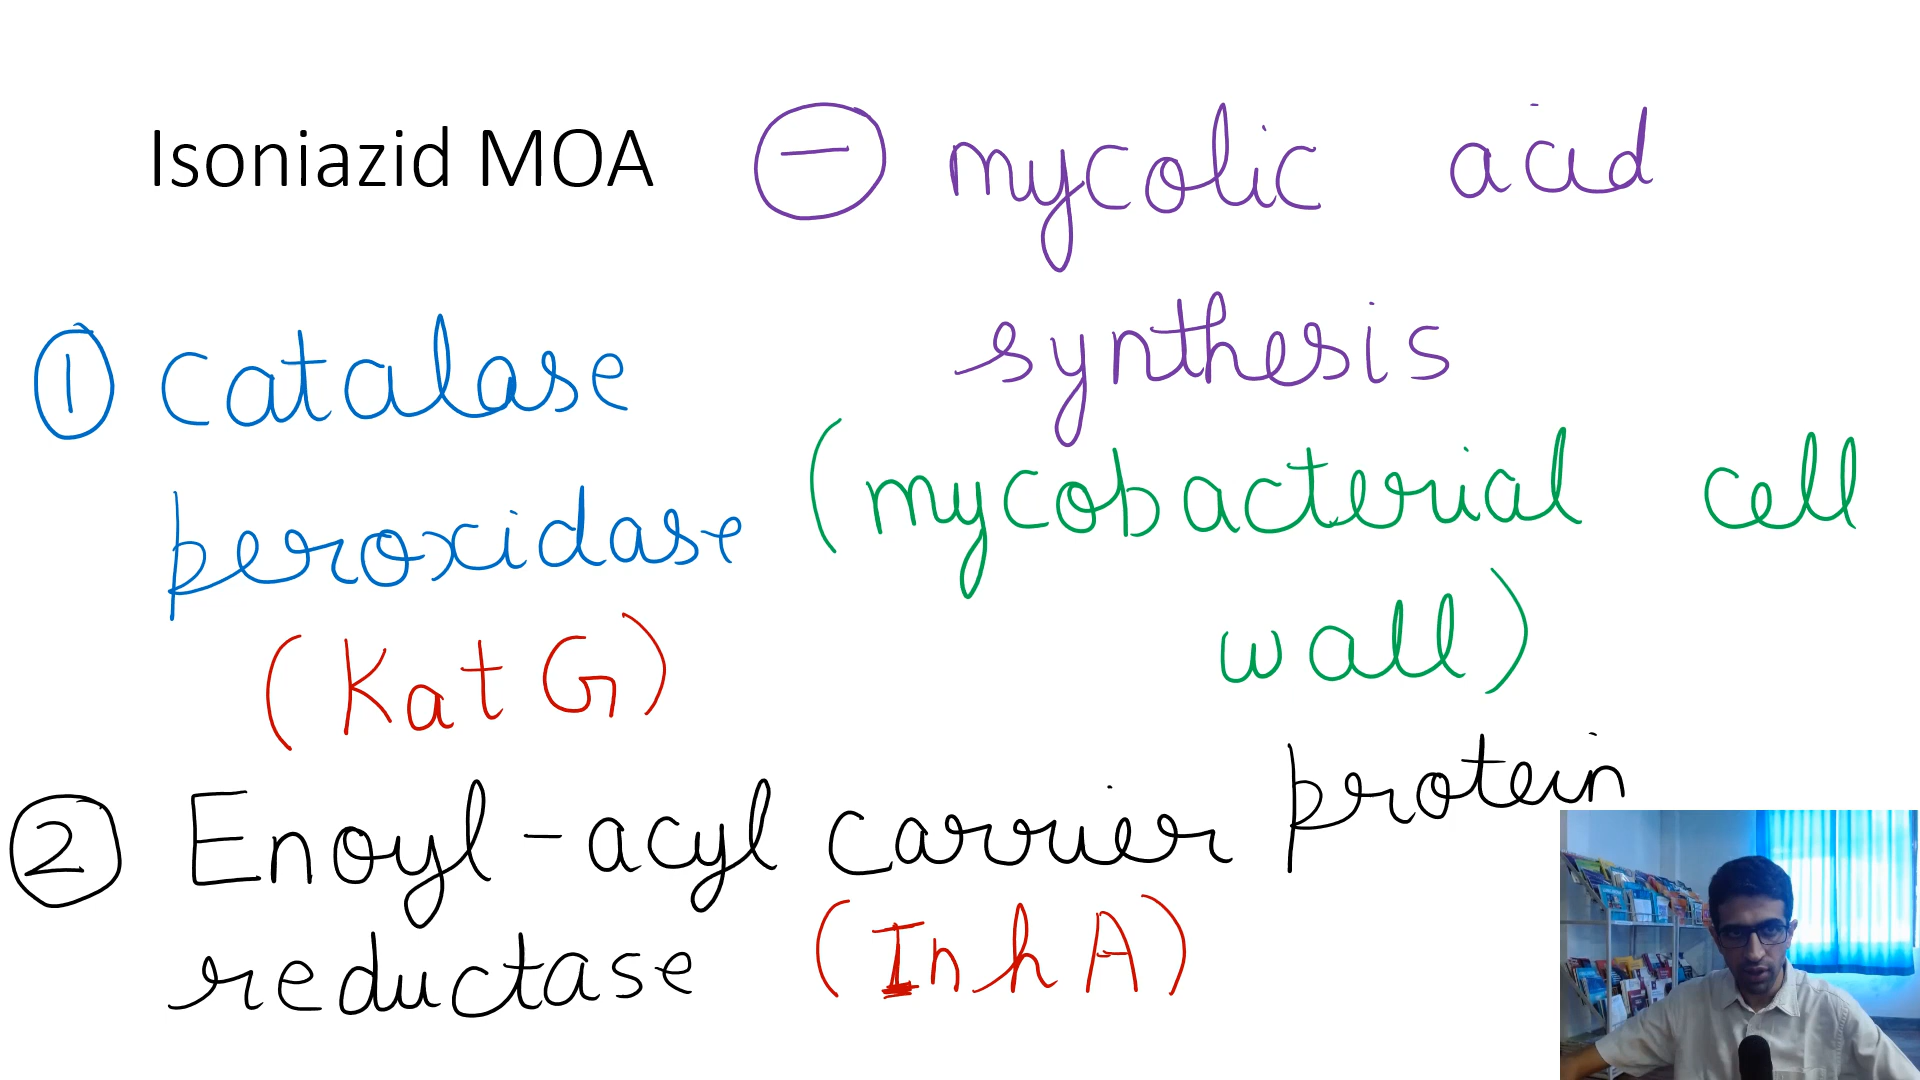 Isoniazid MOA
⊖ mycolic acid
synthesis
(mycobacterial cell
wall)
① catalase
peroxidase
(KatG)
② Enoyl-acyl carrier protein
reductase (InhA)